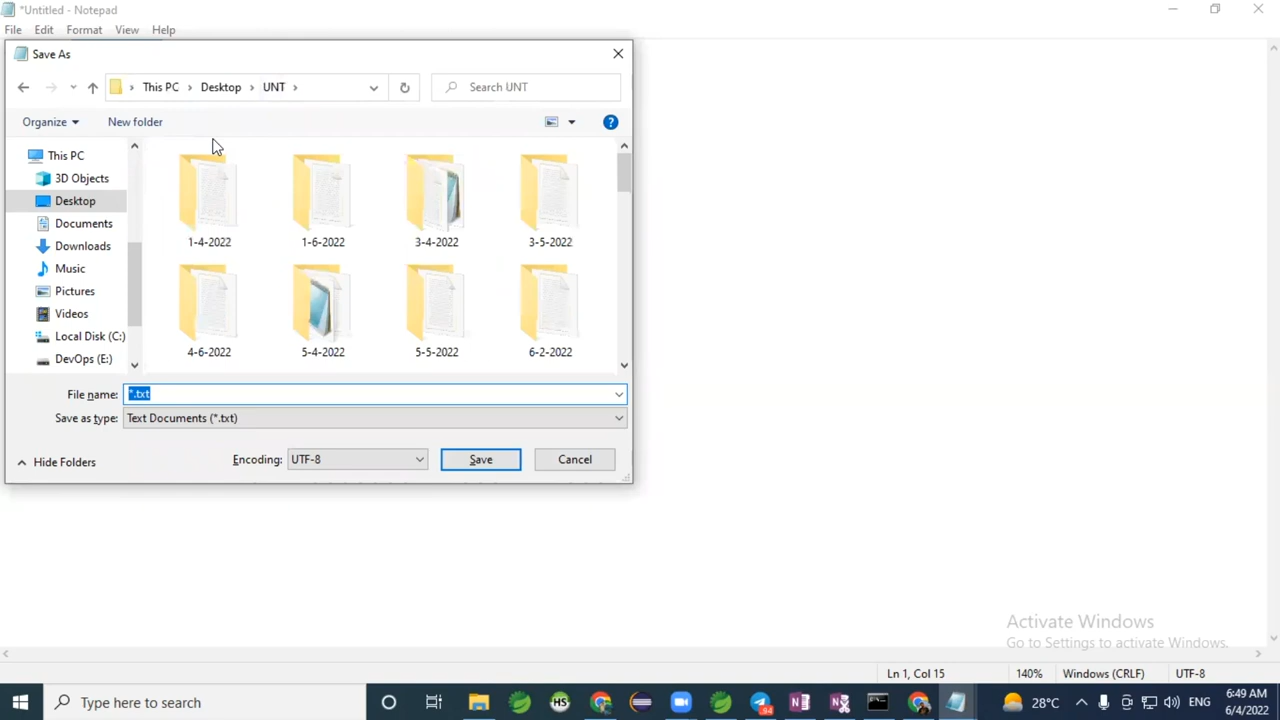 *Untitled - Notepad
File Edit Format View Help
Save As
This PC Desktop UNT
Search UNT
Organize New folder
This PC
3D Objects
Desktop
Documents
Downloads
Music
Pictures
Videos
Local Disk (C:)
DevOps (E:)
1-4-2022 1-6-2022 3-4-2022 3-5-2022
4-6-2022 5-4-2022 5-5-2022 6-2-2022
File name: *.txt
Save as type: Text Documents (*.txt)
Hide Folders
Encoding: UTF-8 Save Cancel
Activate Windows
Go to Settings to activate Windows.
Ln 1, Col 15 140% Windows (CRLF) UTF-8
Type here to search
HS
94
28°C
ENG
6:49 AM
6/4/2022